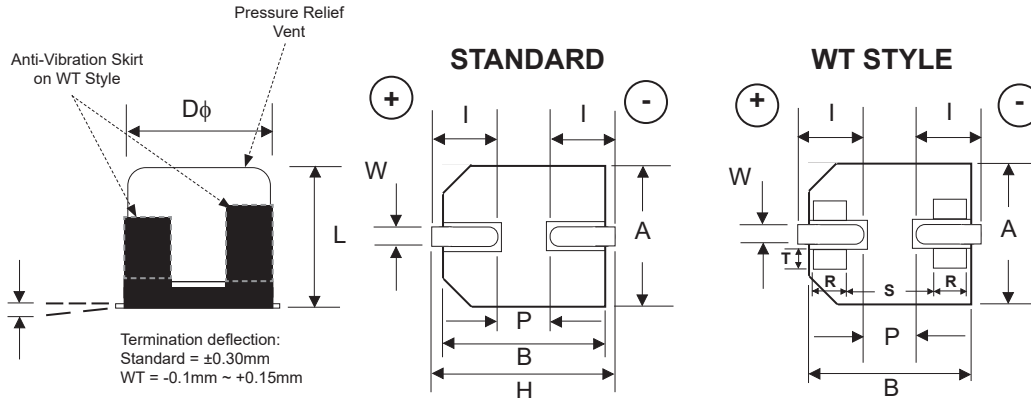 Pressure Relief
Vent
Anti-Vibration Skirt
on WT Style
Dϕ
L
Termination deflection:
Standard = ±0.30mm
WT = -0.1mm ~ +0.15mm
STANDARD
+
-
I
I
W
A
P
B
H
WT STYLE
+
-
I
I
W
A
T
R
S
R
P
B